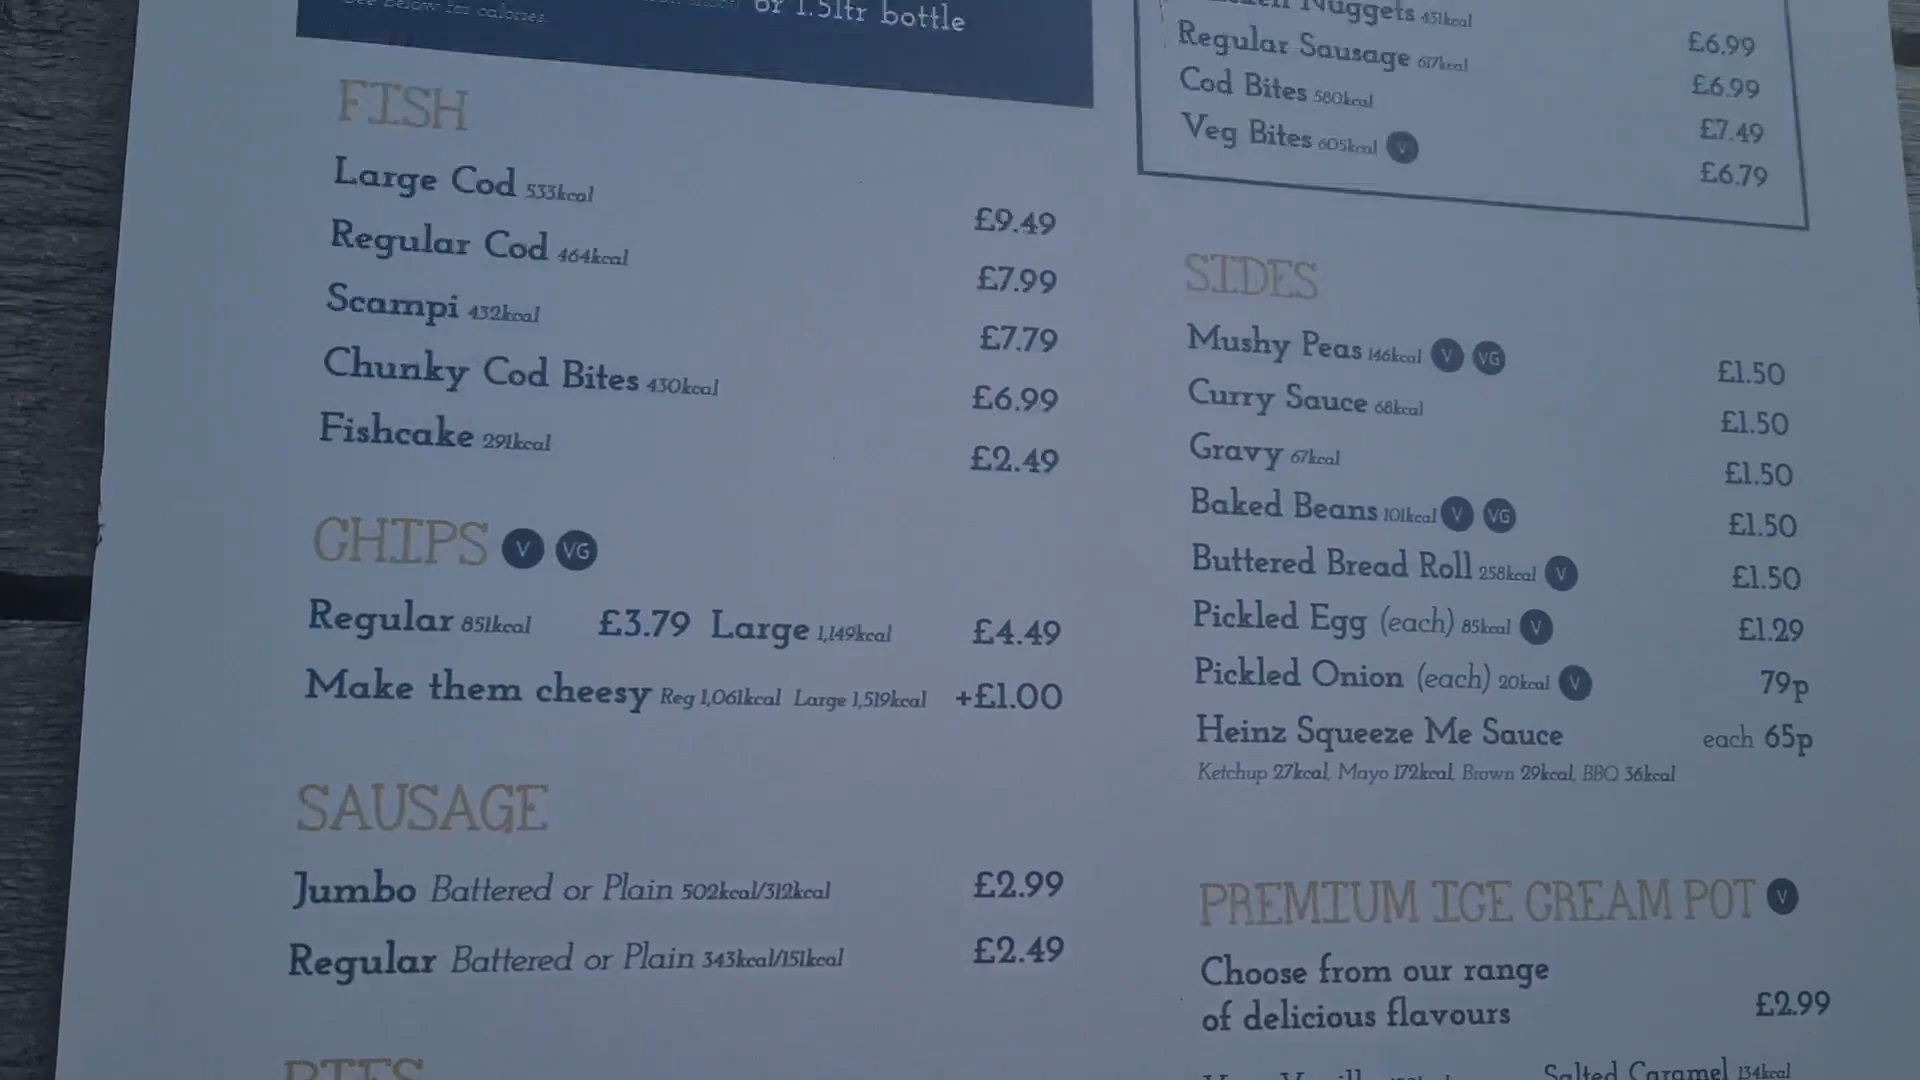 See below for calories
or 1.5ltr bottle
FISH
Large Cod 533kcal £9.49
Regular Cod 464kcal £7.99
Scampi 432kcal £7.79
Chunky Cod Bites 430kcal £6.99
Fishcake 291kcal £2.49
CHIPS V VG
Regular 851kcal £3.79 Large 1,149kcal £4.49
Make them cheesy Reg 1,061kcal Large 1,519kcal +£1.00
SAUSAGE
Jumbo Battered or Plain 502kcal/312kcal £2.99
Regular Battered or Plain 343kcal/151kcal £2.49
Nuggets 451kcal £6.99
Regular Sausage 617kcal £6.99
Cod Bites 580kcal £7.49
Veg Bites 605kcal V £6.79
SIDES
Mushy Peas 146kcal V VG £1.50
Curry Sauce 68kcal £1.50
Gravy 67kcal £1.50
Baked Beans 101kcal V VG £1.50
Buttered Bread Roll 258kcal V £1.50
Pickled Egg (each) 85kcal V £1.29
Pickled Onion (each) 20kcal V 79p
Heinz Squeeze Me Sauce each 65p
Ketchup 27kcal, Mayo 172kcal, Brown 29kcal, BBQ 36kcal
PREMIUM ICE CREAM POT V
Choose from our range
of delicious flavours £2.99
Salted Caramel 134kcal